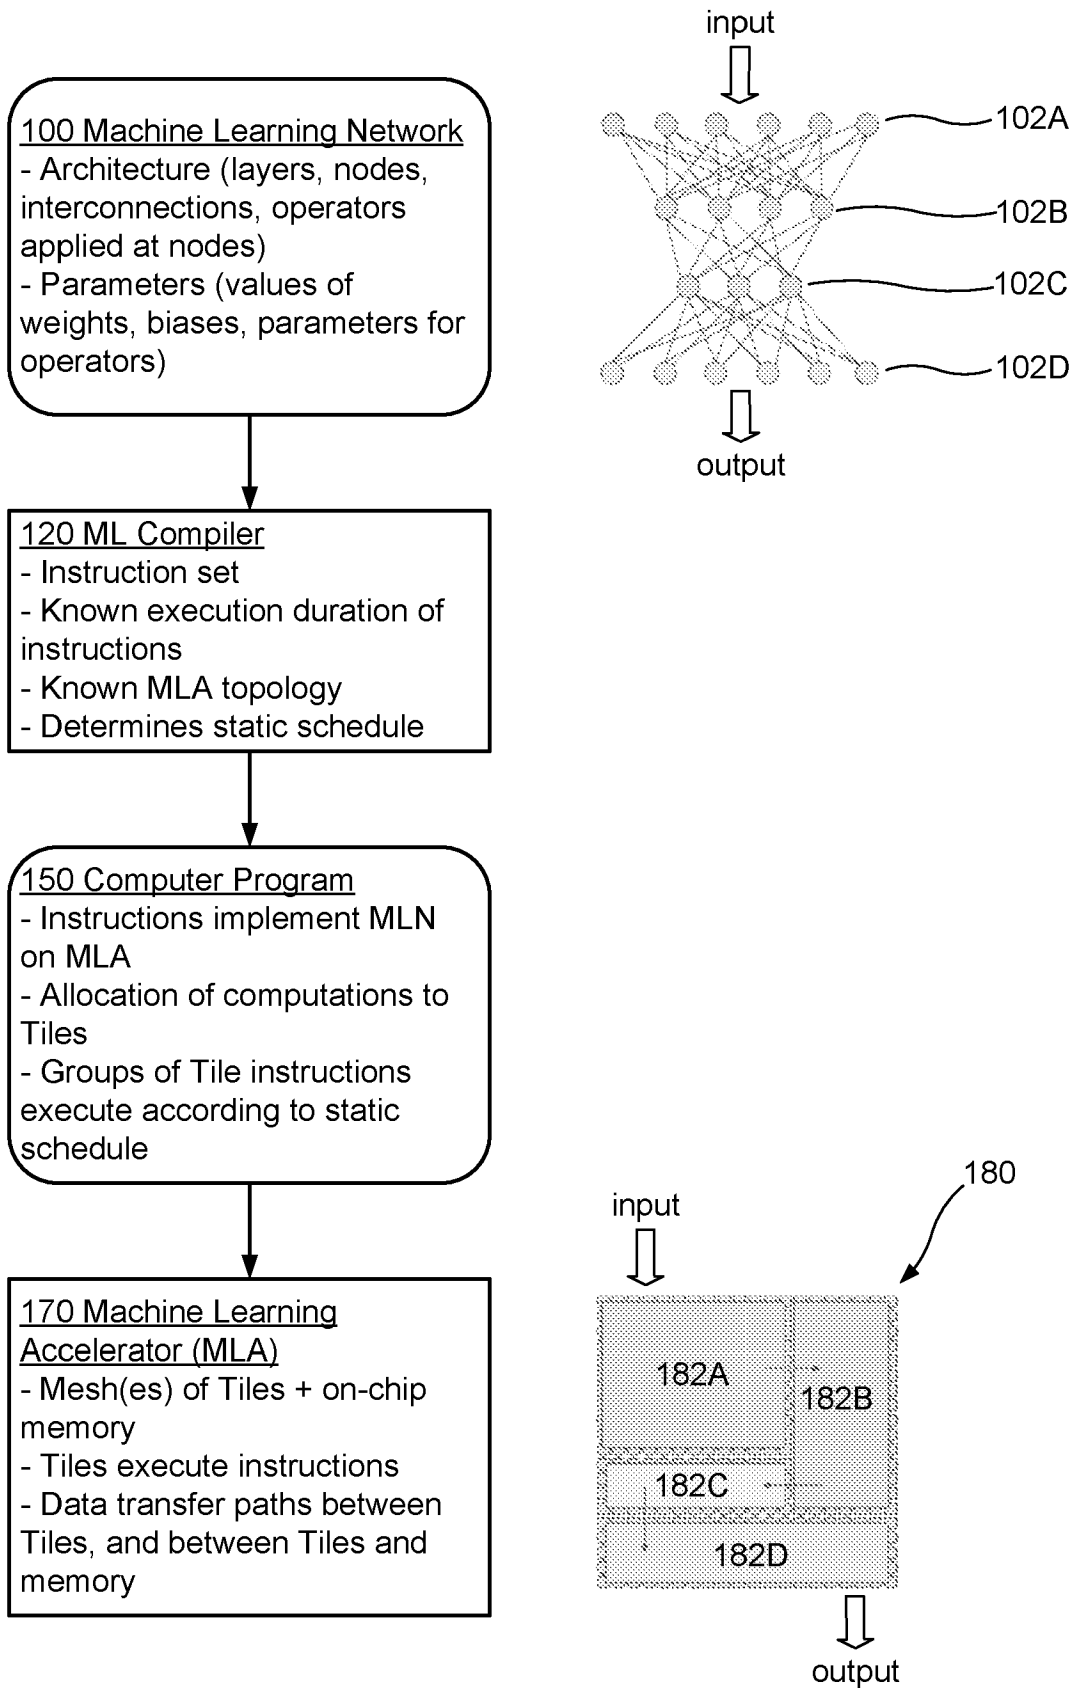 input
100 Machine Learning Network
- Architecture (layers, nodes,
interconnections, operators
applied at nodes)
- Parameters (values of
weights, biases, parameters for
operators)
102A
102B
102C
102D
output
120 ML Compiler
- Instruction set
- Known execution duration of
instructions
- Known MLA topology
- Determines static schedule
150 Computer Program
- Instructions implement MLN
on MLA
- Allocation of computations to
Tiles
- Groups of Tile instructions
execute according to static
schedule
170 Machine Learning
Accelerator (MLA)
- Mesh(es) of Tiles + on-chip
memory
- Tiles execute instructions
- Data transfer paths between
Tiles, and between Tiles and
memory
180
input
182A
182B
182C
182D
output